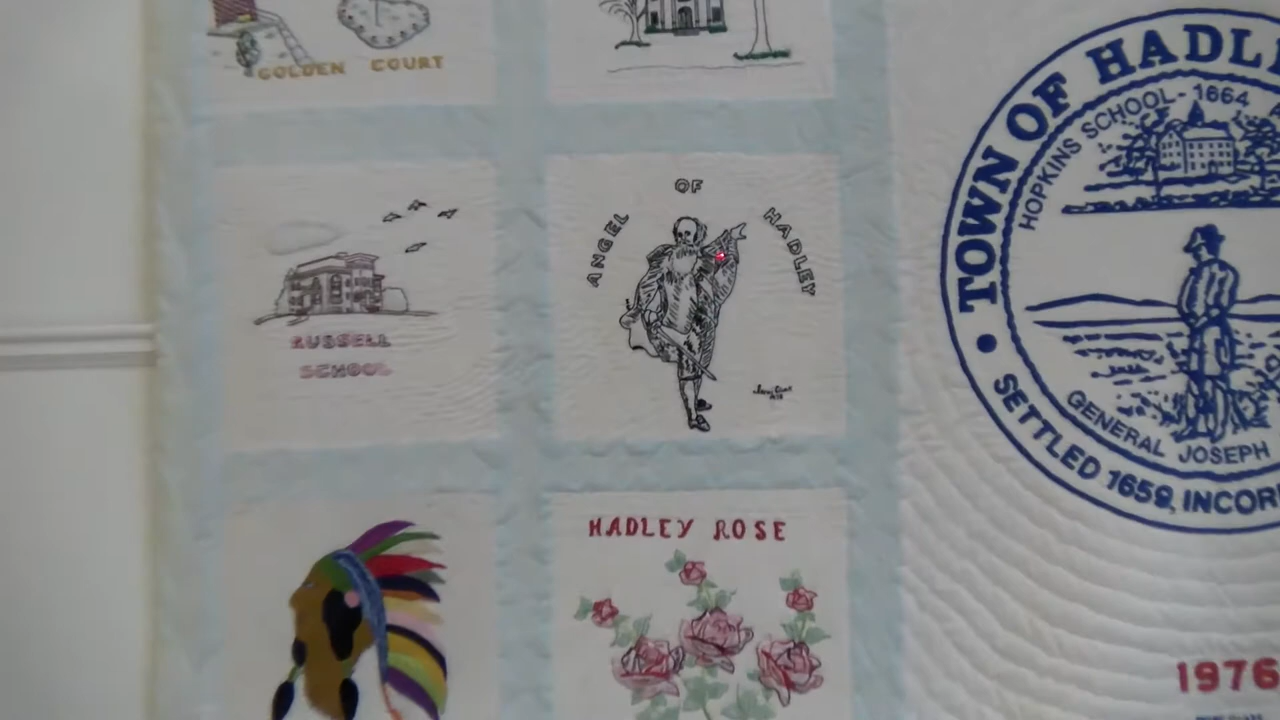 GOLDEN COURT
RUSSELL
SCHOOL
ANGEL OF HADLEY
HADLEY ROSE
TOWN OF HADLE
HOPKINS SCHOOL - 1664
GENERAL JOSEPH
• SETTLED 1659, INCOR
1976